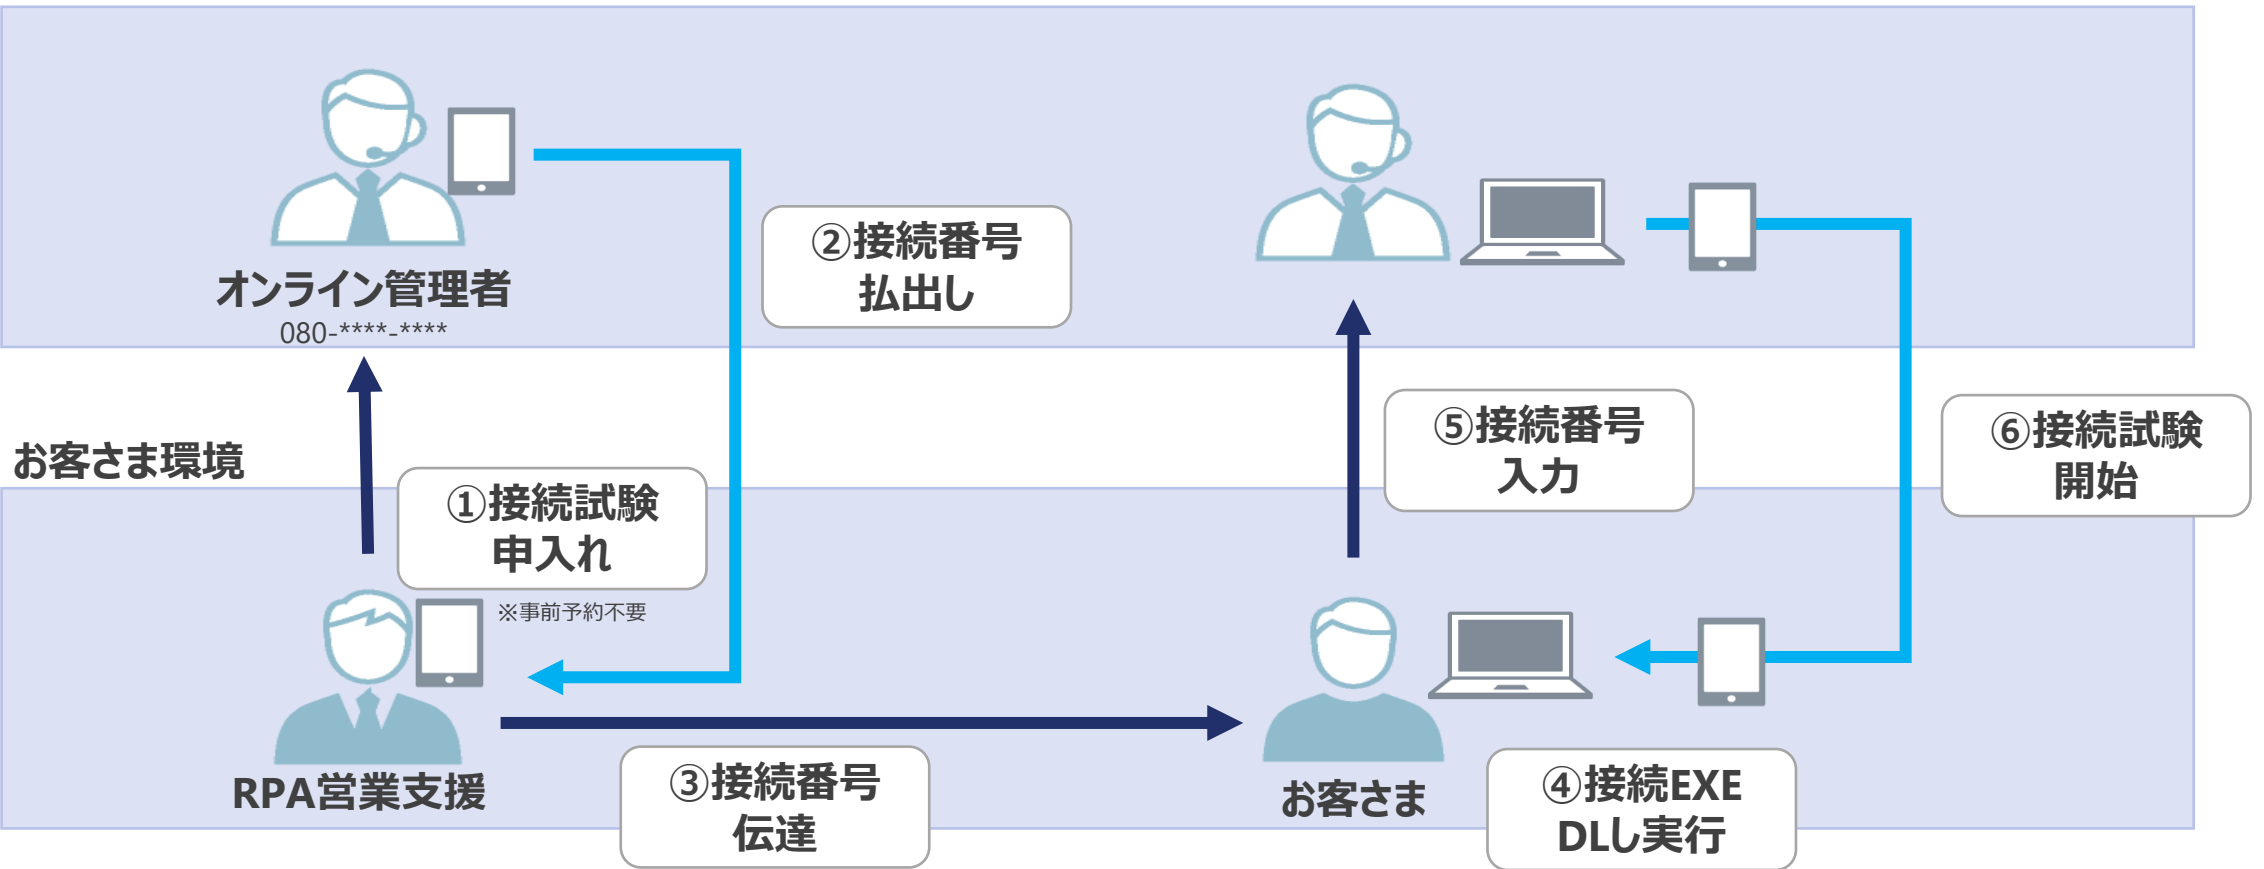 オンライン管理者
080-****-****
②接続番号
払出し
お客さま環境
①接続試験
申入れ
※事前予約不要
RPA営業支援
③接続番号
伝達
⑤接続番号
入力
⑥接続試験
開始
お客さま
④接続EXE
DLし実行